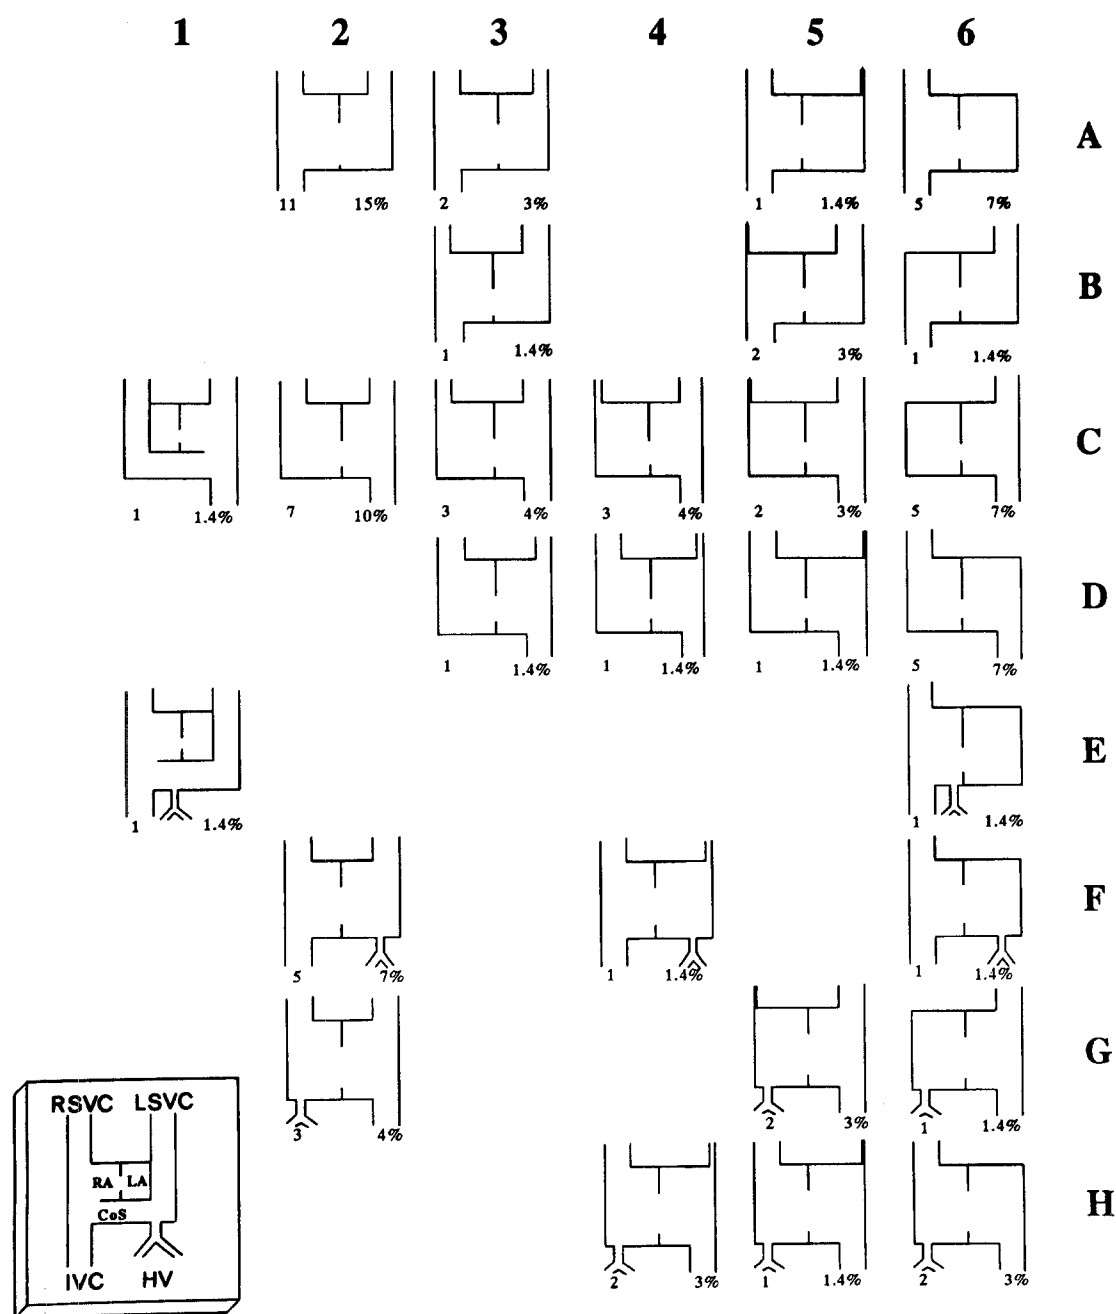 1 2 3 4 5 6
A
11 15% 2 3% 1 1.4% 5 7%
B
1 1.4% 2 3% 1 1.4%
C
1 1.4% 7 10% 3 4% 3 4% 2 3% 5 7%
D
1 1.4% 1 1.4% 1 1.4% 5 7%
E
1 1.4% 1 1.4%
F
5 7% 1 1.4% 1 1.4%
G
3 4% 2 3% 1 1.4%
H
2 3% 1 1.4% 2 3%
RSVC LSVC
RA LA
CoS
IVC HV